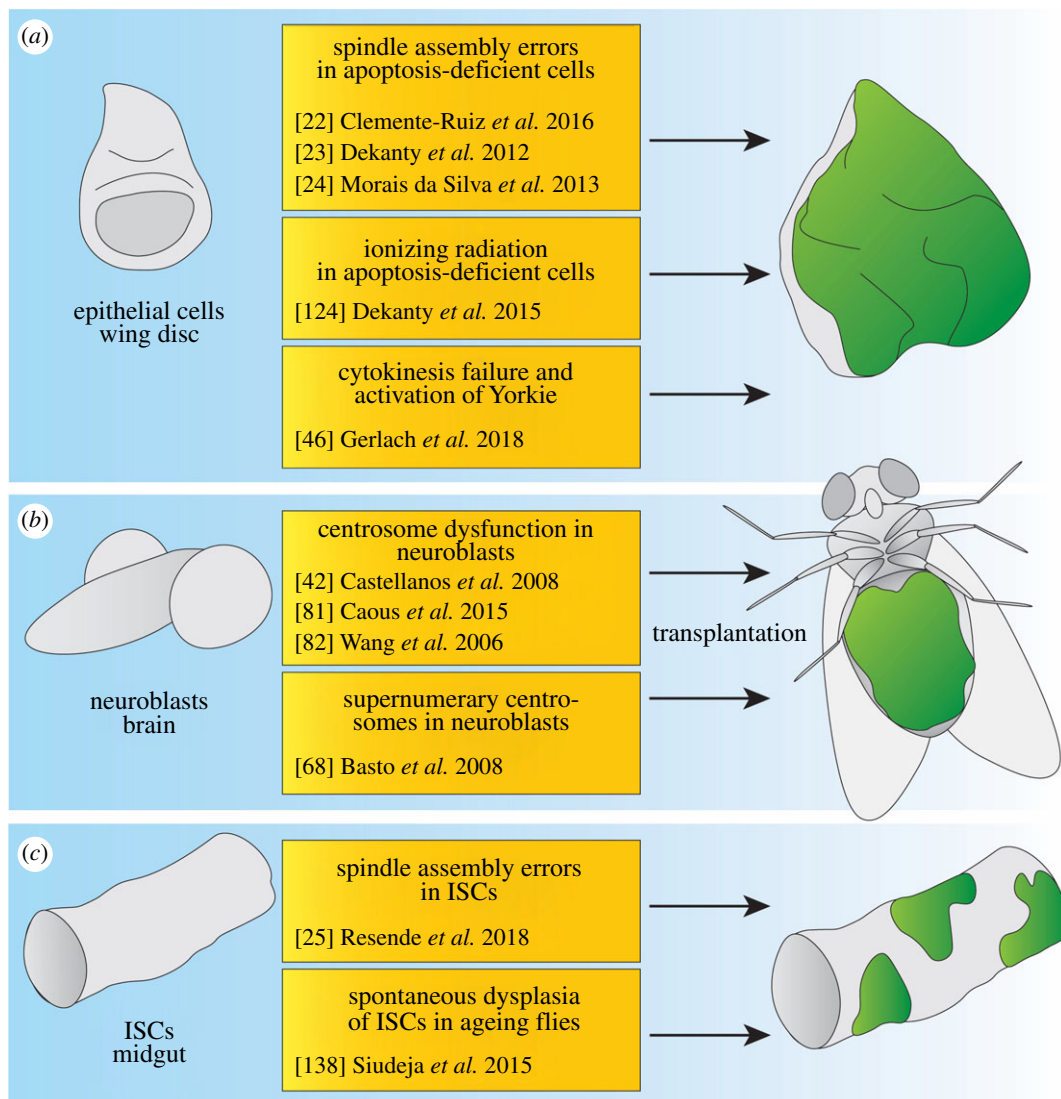 (a)
spindle assembly errors
in apoptosis-deficient cells
[22] Clemente-Ruiz et al. 2016
[23] Dekanty et al. 2012
[24] Morais da Silva et al. 2013
ionizing radiation
in apoptosis-deficient cells
[124] Dekanty et al. 2015
epithelial cells
wing disc
cytokinesis failure and
activation of Yorkie
[46] Gerlach et al. 2018
(b)
centrosome dysfunction in
neuroblasts
[42] Castellanos et al. 2008
[81] Caous et al. 2015
[82] Wang et al. 2006
transplantation
neuroblasts
brain
supernumerary centro-
somes in neuroblasts
[68] Basto et al. 2008
(c)
spindle assembly errors
in ISCs
[25] Resende et al. 2018
ISCs
midgut
spontaneous dysplasia
of ISCs in ageing flies
[138] Siudeja et al. 2015